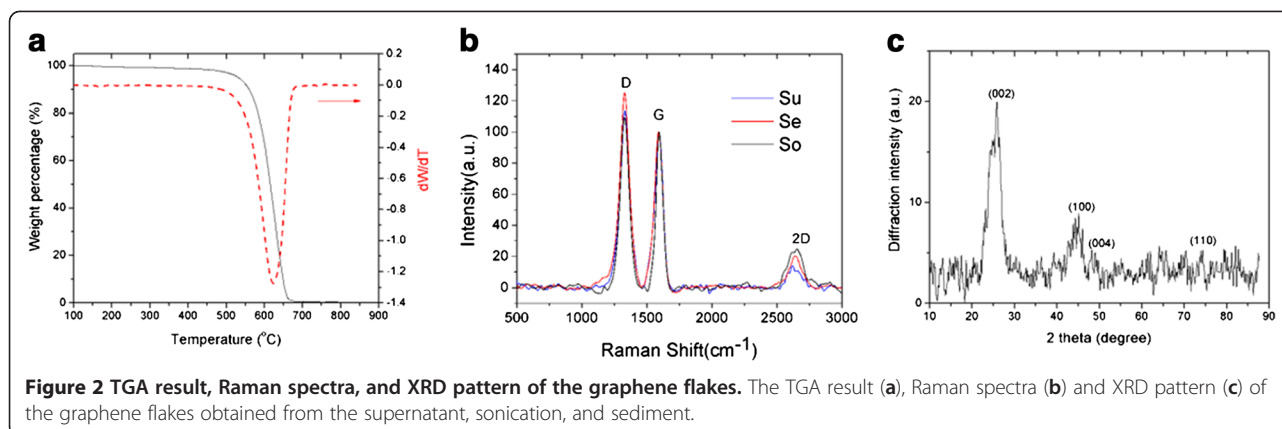 a
100
80
60
40
20
0
Weight percentage (%)
100 200 300 400 500 600 700 800 900
Temperature (°C)
0.2
0.0
-0.2
-0.4
-0.6
-0.8
-1.0
-1.2
-1.4
dW/dT
b
140
120
100
80
60
40
20
0
Intensity(a.u.)
D
G
2D
Su
Se
So
500 1000 1500 2000 2500 3000
Raman Shift(cm⁻¹)
c
20
10
0
Diffraction intensity (a.u.)
(002)
(100)
(004)
(110)
10 20 30 40 50 60 70 80 90
2 theta (degree)
Figure 2 TGA result, Raman spectra, and XRD pattern of the graphene flakes. The TGA result (a), Raman spectra (b) and XRD pattern (c) of
the graphene flakes obtained from the supernatant, sonication, and sediment.